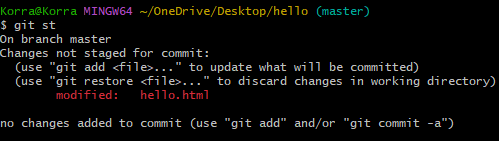 Korra@Korra MINGW64 ~/OneDrive/Desktop/hello (master)
$ git st
On branch master
Changes not staged for commit:
  (use "git add <file>..." to update what will be committed)
  (use "git restore <file>..." to discard changes in working directory)
        modified:   hello.html

no changes added to commit (use "git add" and/or "git commit -a")